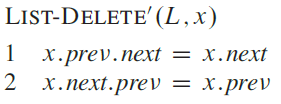 LIST-DELETE′(L, x)
1 x.prev.next = x.next
2 x.next.prev = x.prev